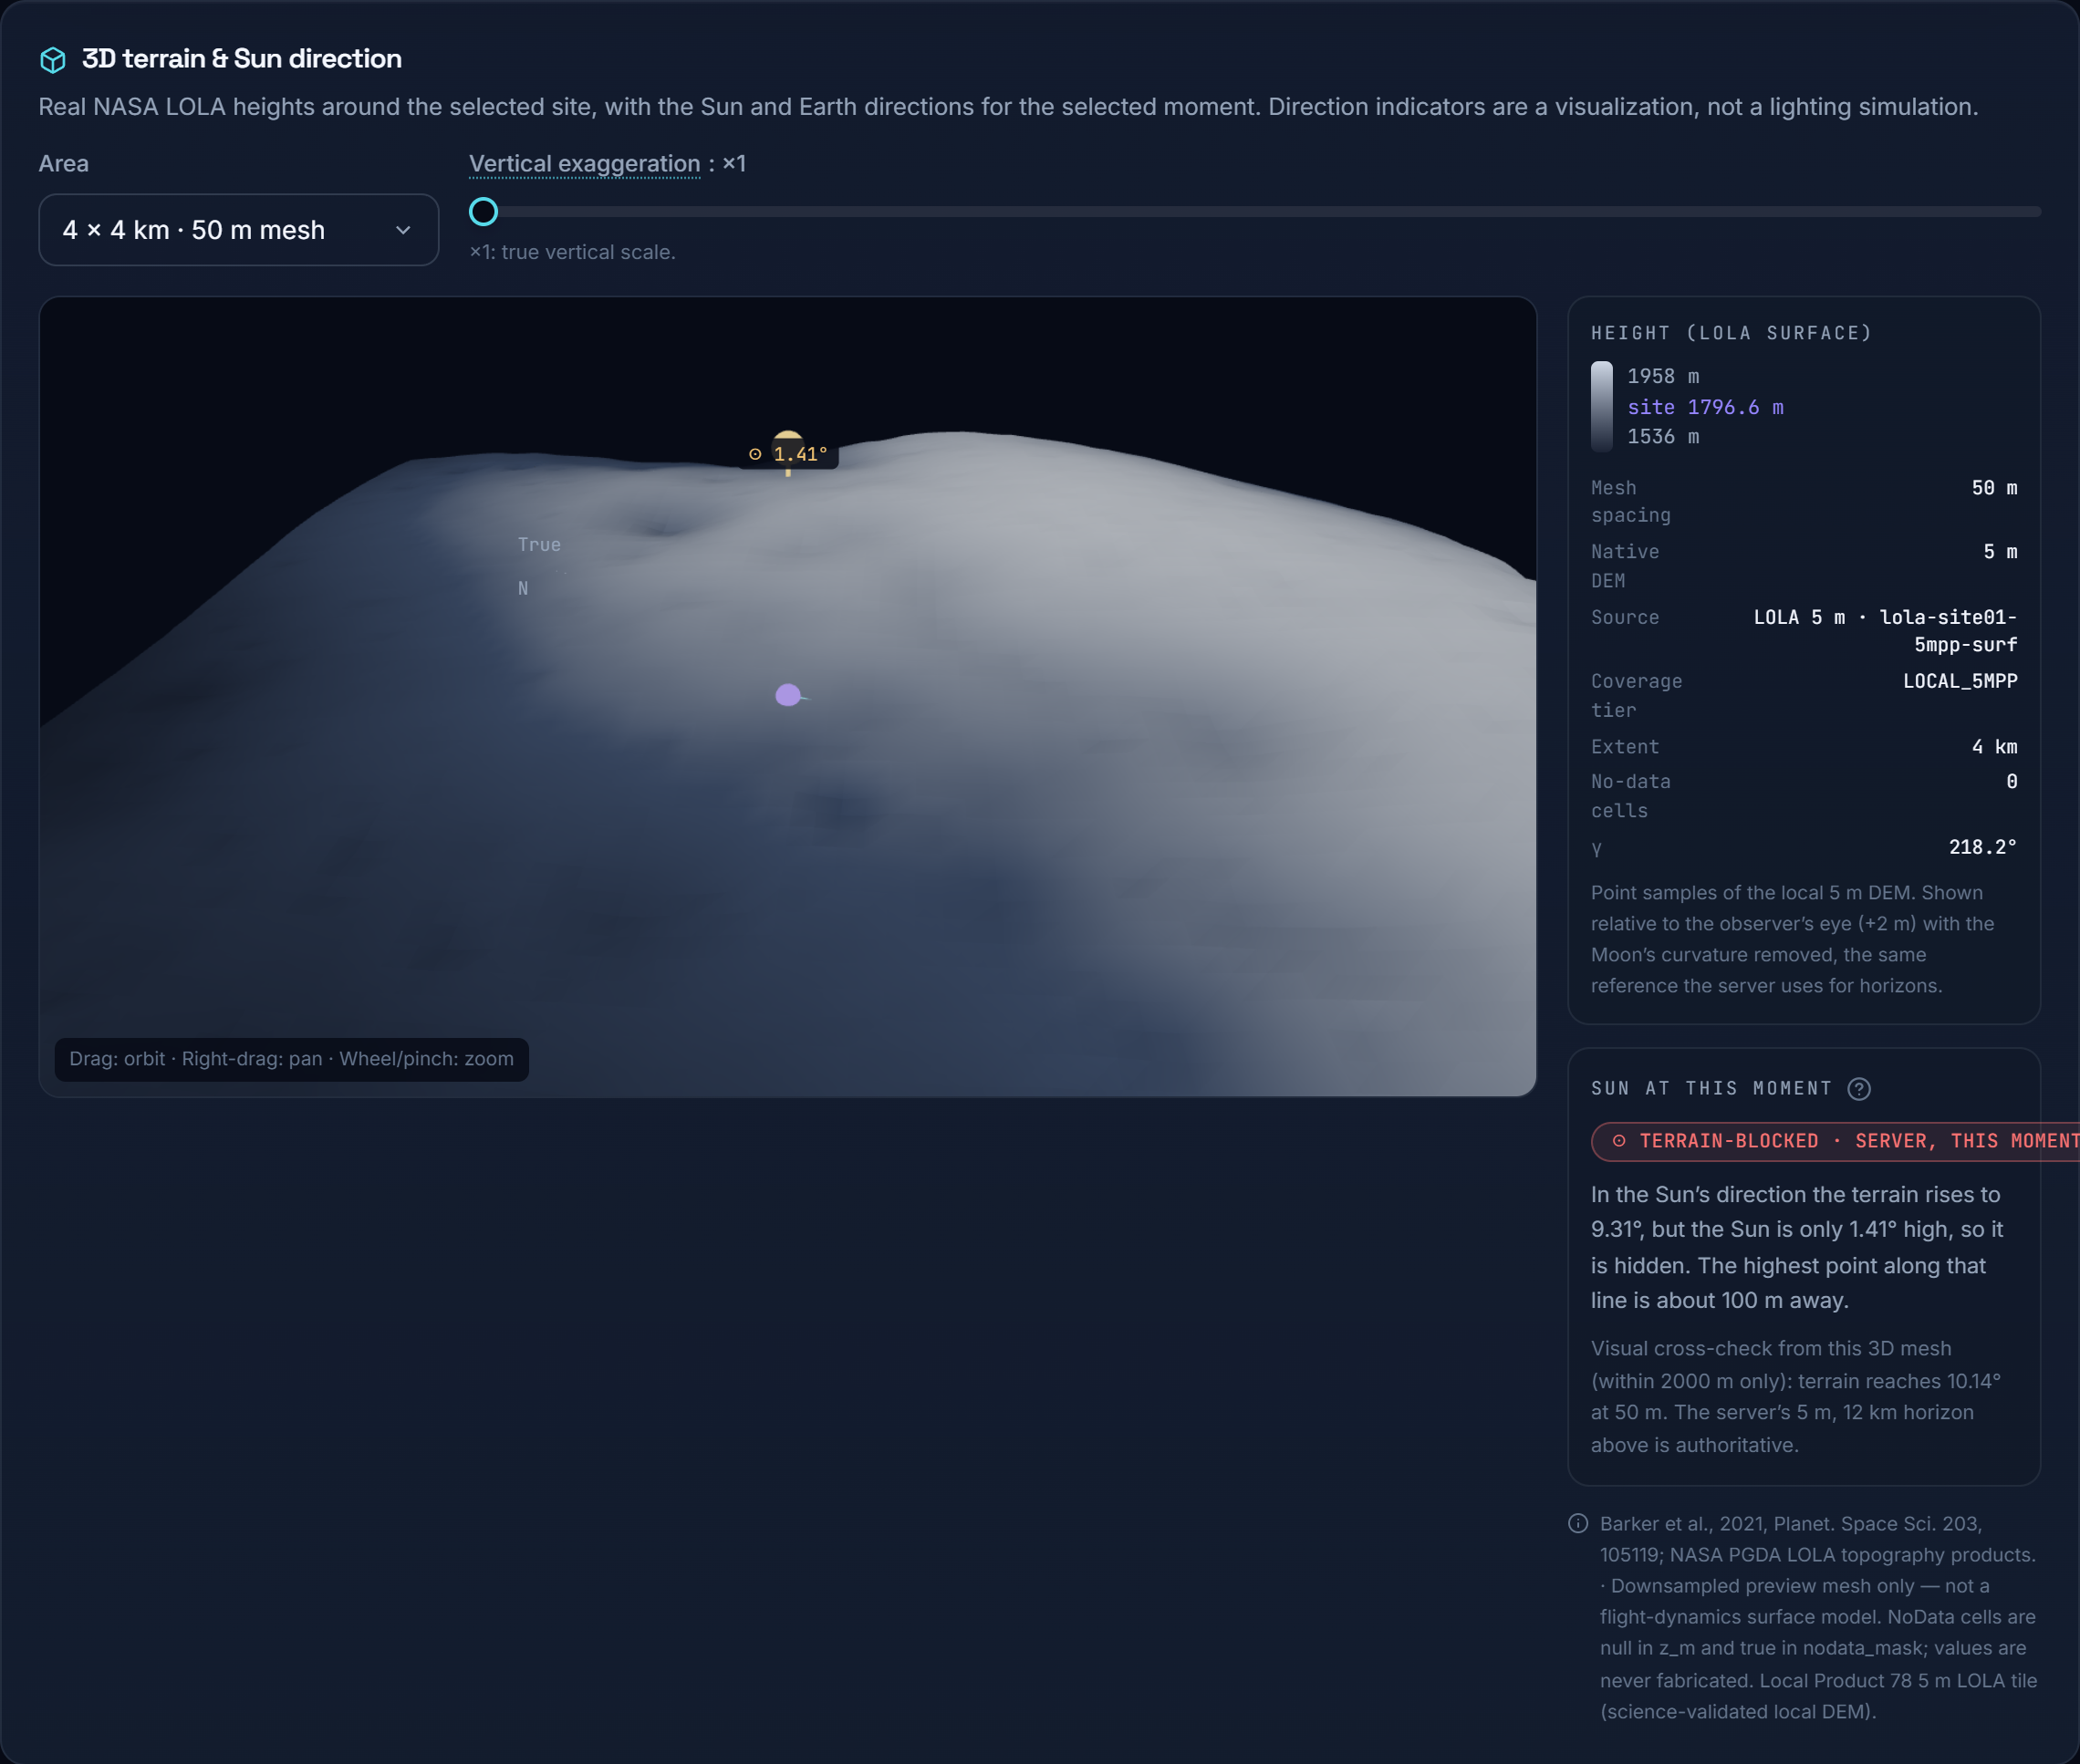 3D terrain & Sun direction
Real NASA LOLA heights around the selected site, with the Sun and Earth directions for the selected moment. Direction indicators are a visualization, not a lighting simulation.
Area
4 × 4 km · 50 m mesh
Vertical exaggeration : ×1
×1: true vertical scale.
⊙ 1.41°
True
N
Drag: orbit · Right-drag: pan · Wheel/pinch: zoom
HEIGHT (LOLA SURFACE)
1958 m
site 1796.6 m
1536 m
Mesh spacing 50 m
Native DEM 5 m
Source LOLA 5 m · lola-site01-
5mpp-surf
Coverage tier LOCAL_5MPP
Extent 4 km
No-data cells 0
γ 218.2°
Point samples of the local 5 m DEM. Shown
relative to the observer’s eye (+2 m) with the
Moon’s curvature removed, the same
reference the server uses for horizons.
SUN AT THIS MOMENT
⊙ TERRAIN-BLOCKED · SERVER, THIS MOMENT
In the Sun’s direction the terrain rises to
9.31°, but the Sun is only 1.41° high, so it
is hidden. The highest point along that
line is about 100 m away.
Visual cross-check from this 3D mesh
(within 2000 m only): terrain reaches 10.14°
at 50 m. The server’s 5 m, 12 km horizon
above is authoritative.
Barker et al., 2021, Planet. Space Sci. 203,
105119; NASA PGDA LOLA topography products.
· Downsampled preview mesh only — not a
flight-dynamics surface model. NoData cells are
null in z_m and true in nodata_mask; values are
never fabricated. Local Product 78 5 m LOLA tile
(science-validated local DEM).